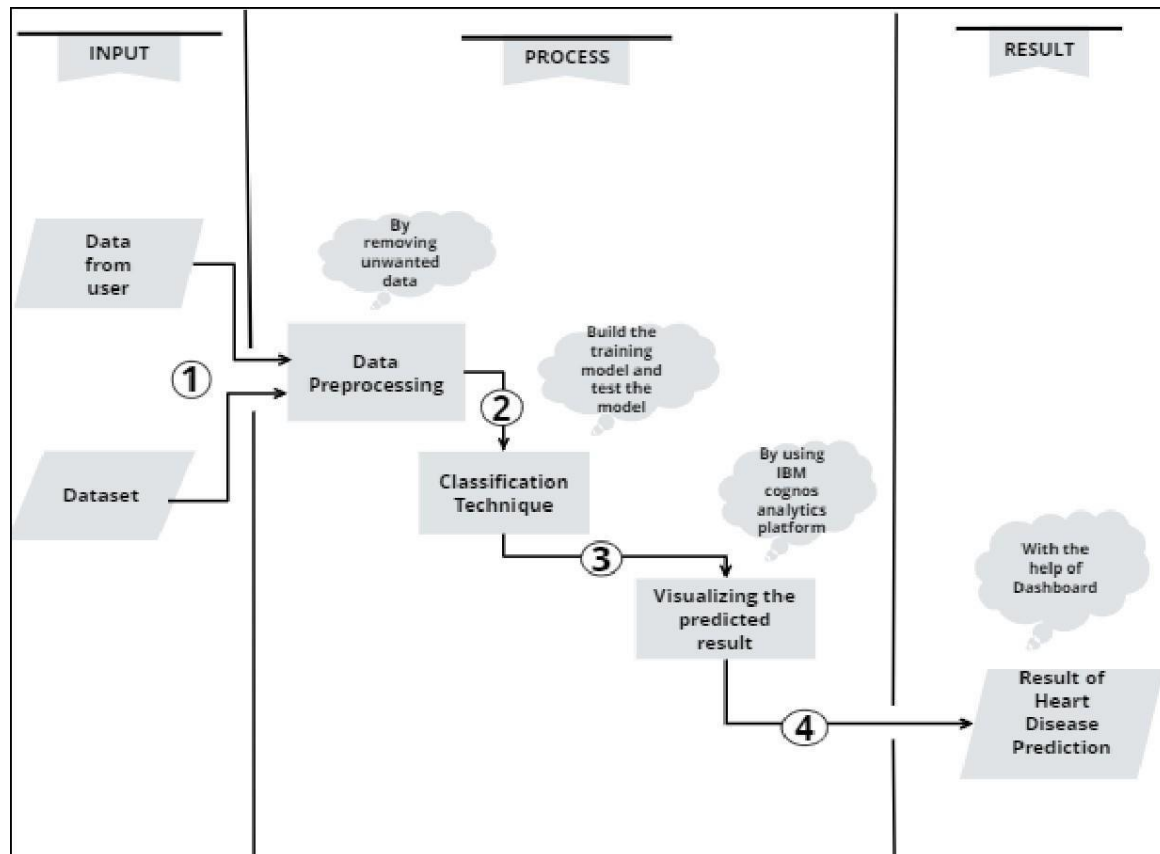 INPUT
PROCESS
RESULT
Data
from
user
By
removing
unwanted
data
Data
Preprocessing
1
Dataset
2
Build the
training
model and
test the
model
Classification
Technique
3
By using
IBM
cognos
analytics
platform
Visualizing the
predicted
result
4
With the
help of
Dashboard
Result of
Heart
Disease
Prediction